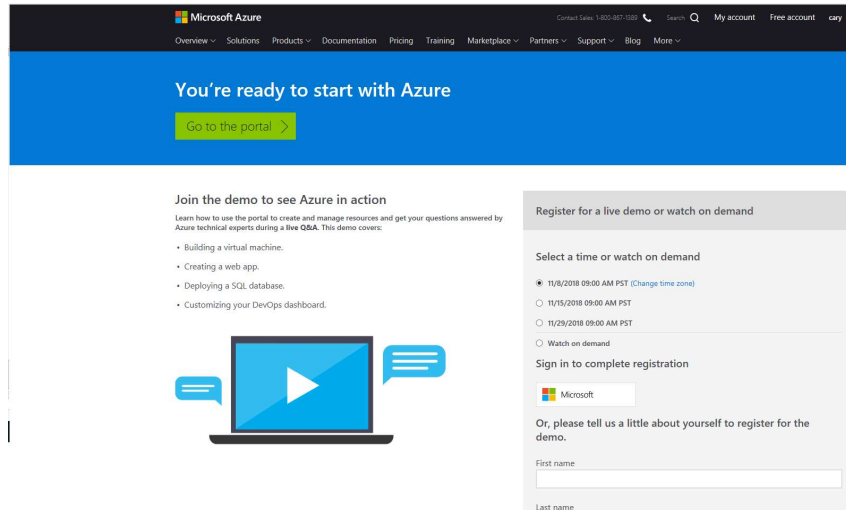 Microsoft Azure
Contact Sales: 1-800-867-1389 Search My account Free account cary
Overview Solutions Products Documentation Pricing Training Marketplace Partners Support Blog More
You're ready to start with Azure
Go to the portal
Join the demo to see Azure in action
Learn how to use the portal to create and manage resources and get your questions answered by
Azure technical experts during a live Q&A. This demo covers:
• Building a virtual machine.
• Creating a web app.
• Deploying a SQL database.
• Customizing your DevOps dashboard.
Register for a live demo or watch on demand
Select a time or watch on demand
11/8/2018 09:00 AM PST (Change time zone)
11/15/2018 09:00 AM PST
11/29/2018 09:00 AM PST
Watch on demand
Sign in to complete registration
Microsoft
Or, please tell us a little about yourself to register for the
demo.
First name
Last name